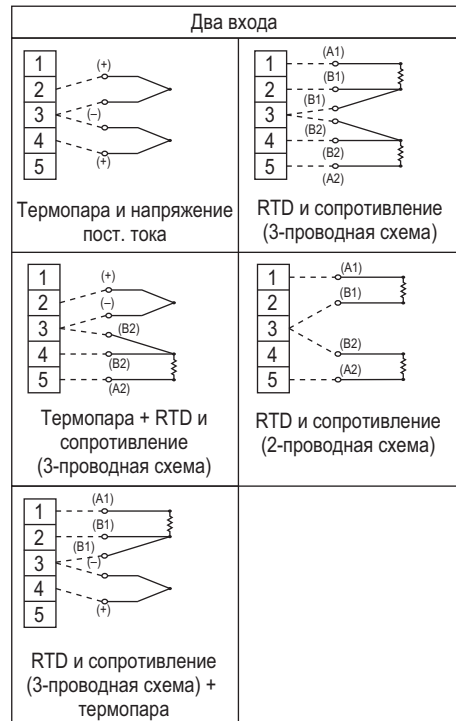 Два входа
1
2
3
4
5
(+)
(–)
(+)
Термопара и напряжение
пост. тока
1
2
3
4
5
(A1)
(B1)
(B1)
(B2)
(B2)
(A2)
RTD и сопротивление
(3-проводная схема)
1
2
3
4
5
(+)
(–)
(B2)
(B2)
(A2)
Термопара + RTD и
сопротивление
(3-проводная схема)
1
2
3
4
5
(A1)
(B1)
(B2)
(A2)
RTD и сопротивление
(2-проводная схема)
1
2
3
4
5
(A1)
(B1)
(B1)
(–)
(+)
RTD и сопротивление
(3-проводная схема) +
термопара